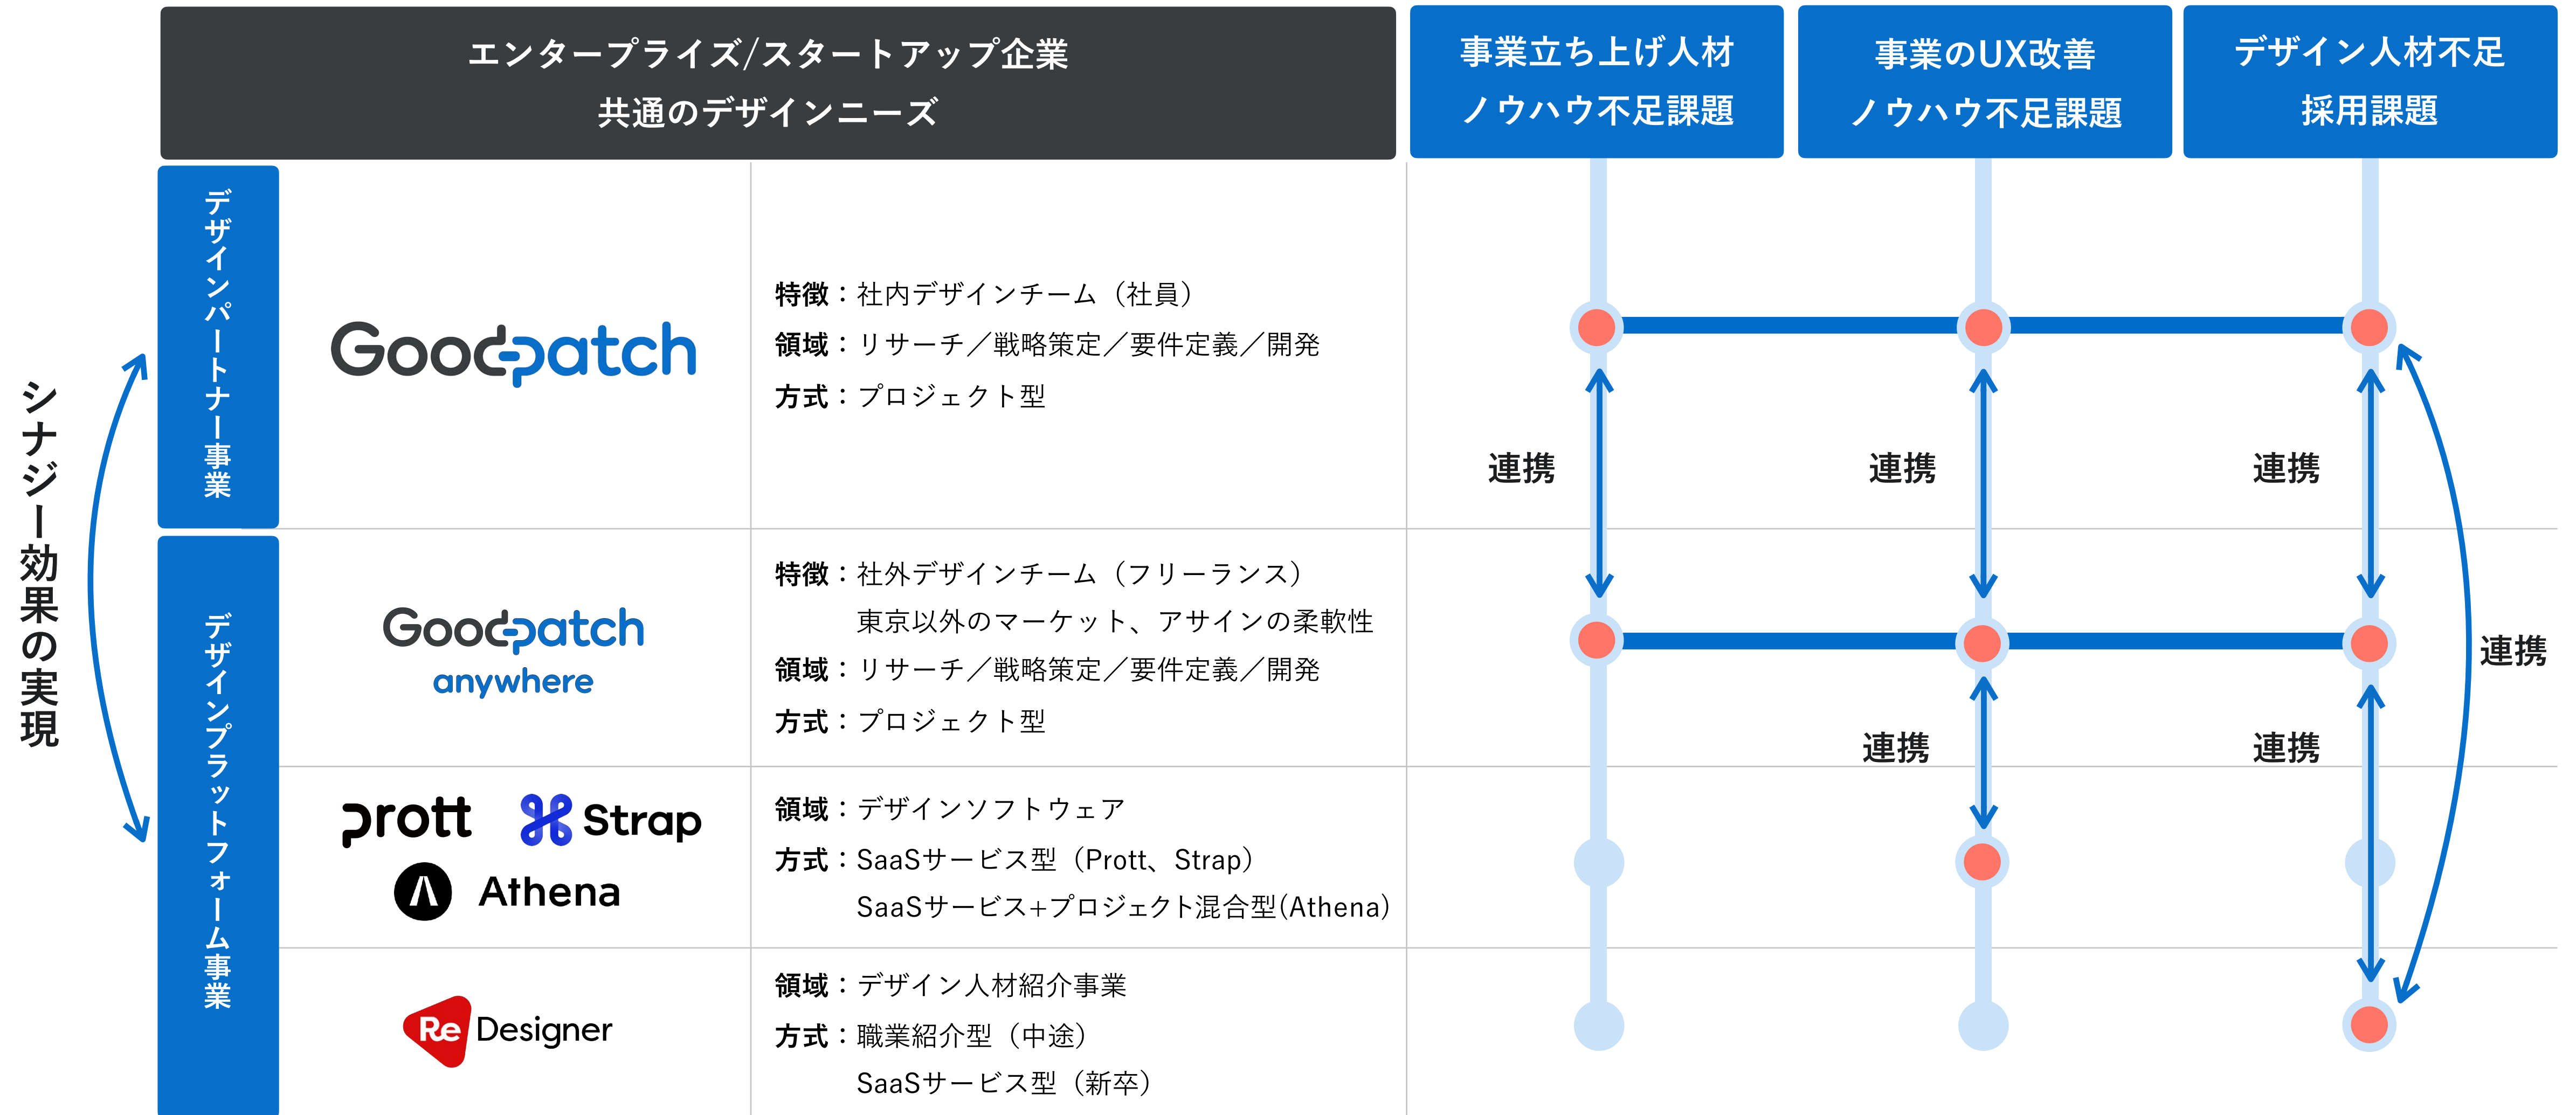 エンタープライズ/スタートアップ企業
共通のデザインニーズ
事業立ち上げ人材
ノウハウ不足課題
事業のUX改善
ノウハウ不足課題
デザイン人材不足
採用課題
シナジー効果の実現
デザインパートナー事業
Goodpatch
特徴：社内デザインチーム（社員）
領域：リサーチ／戦略策定／要件定義／開発
方式：プロジェクト型
連携
連携
連携
デザインプラットフォーム事業
Goodpatch
anywhere
特徴：社外デザインチーム（フリーランス）
東京以外のマーケット、アサインの柔軟性
領域：リサーチ／戦略策定／要件定義／開発
方式：プロジェクト型
連携
連携
連携
prott
Strap
Athena
領域：デザインソフトウェア
方式：SaaSサービス型（Prott、Strap）
SaaSサービス+プロジェクト混合型(Athena)
Re Designer
領域：デザイン人材紹介事業
方式：職業紹介型（中途）
SaaSサービス型（新卒）